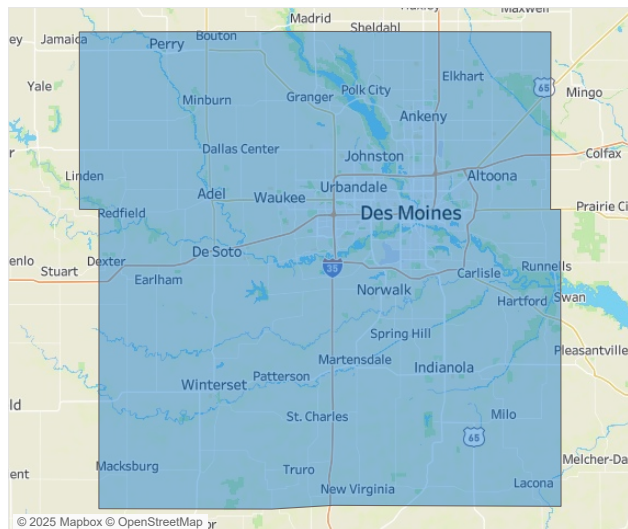 Madrid
Maxwell
Sheldahl
Jamaica
Bouton
Perry
Elkhart
65
Mingo
Yale
Polk City
Granger
Minburn
Ankeny
Dallas Center
Johnston
Colfax
Linden
Urbandale
Altoona
Adel
Waukee
Redfield
Des Moines
Prairie Ci
De Soto
Dexter
enlo
Stuart
Earlham
35
Carlisle
Runnells
Norwalk
Hartford
Swan
Spring Hill
Pleasantville
Martensdale
Indianola
Patterson
Winterset
ld
St. Charles
Milo
65
Melcher-Da
Macksburg
Truro
ent
New Virginia
Lacona
© 2025 Mapbox © OpenStreetMap
or